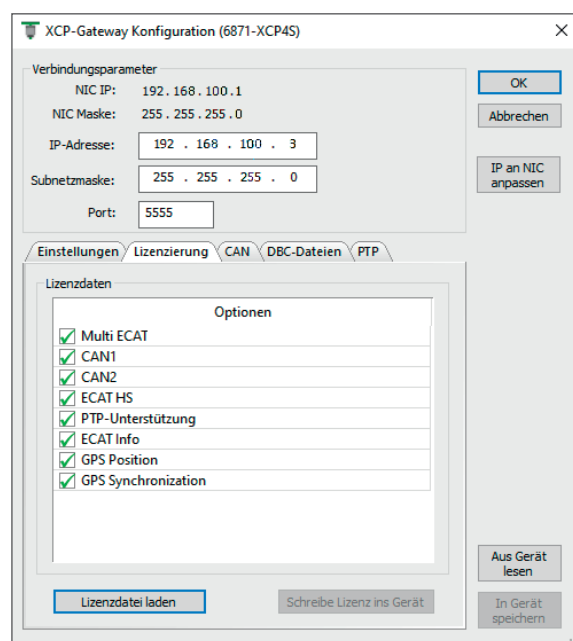 XCP-Gateway Konfiguration (6871-XCP4S)
Verbindungsparameter
NIC IP: 192.168.100.1
NIC Maske: 255.255.255.0
IP-Adresse: 192 . 168 . 100 . 3
Subnetzmaske: 255 . 255 . 255 . 0
Port: 5555
OK
Abbrechen
IP an NIC
anpassen
Einstellungen Lizenzierung CAN DBC-Dateien PTP
Lizenzdaten
Optionen
Multi ECAT
CAN1
CAN2
ECAT HS
PTP-Unterstützung
ECAT Info
GPS Position
GPS Synchronization
Lizenzdatei laden
Schreibe Lizenz ins Gerät
Aus Gerät
lesen
In Gerät
speichern